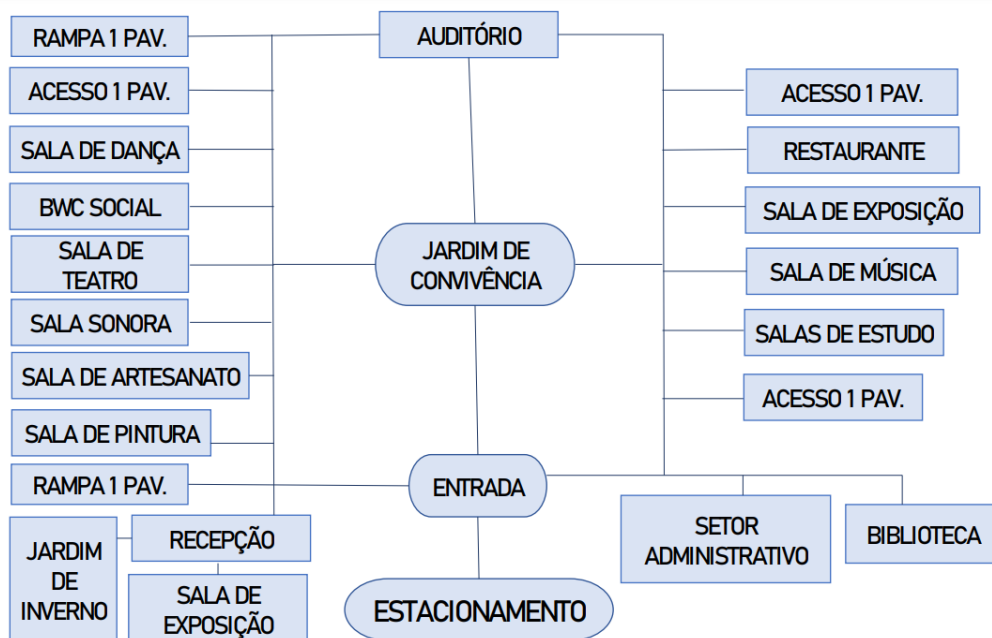 RAMPA 1 PAV.
AUDITÓRIO
ACESSO 1 PAV.
ACESSO 1 PAV.
SALA DE DANÇA
RESTAURANTE
BWC SOCIAL
SALA DE EXPOSIÇÃO
SALA DE
TEATRO
JARDIM DE
CONVIVÊNCIA
SALA DE MÚSICA
SALA SONORA
SALAS DE ESTUDO
SALA DE ARTESANATO
ACESSO 1 PAV.
SALA DE PINTURA
RAMPA 1 PAV.
ENTRADA
JARDIM
DE
INVERNO
RECEPÇÃO
SETOR
ADMINISTRATIVO
BIBLIOTECA
SALA DE
EXPOSIÇÃO
ESTACIONAMENTO